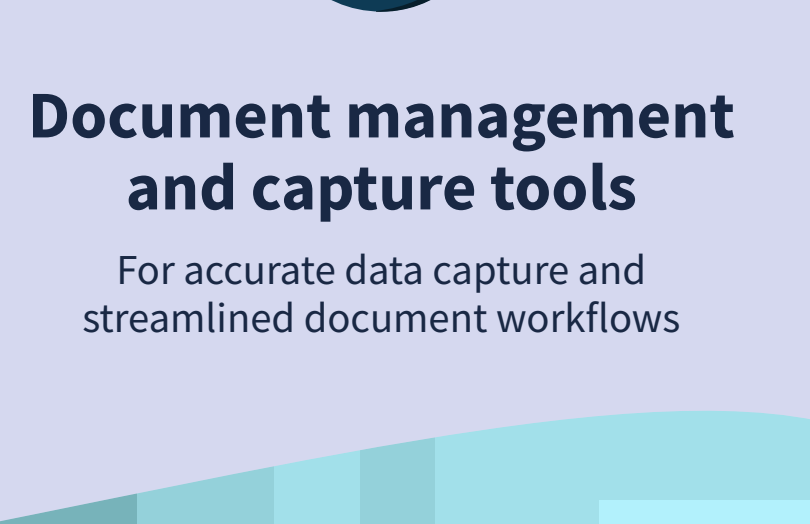 Document management
and capture tools
For accurate data capture and
streamlined document workflows